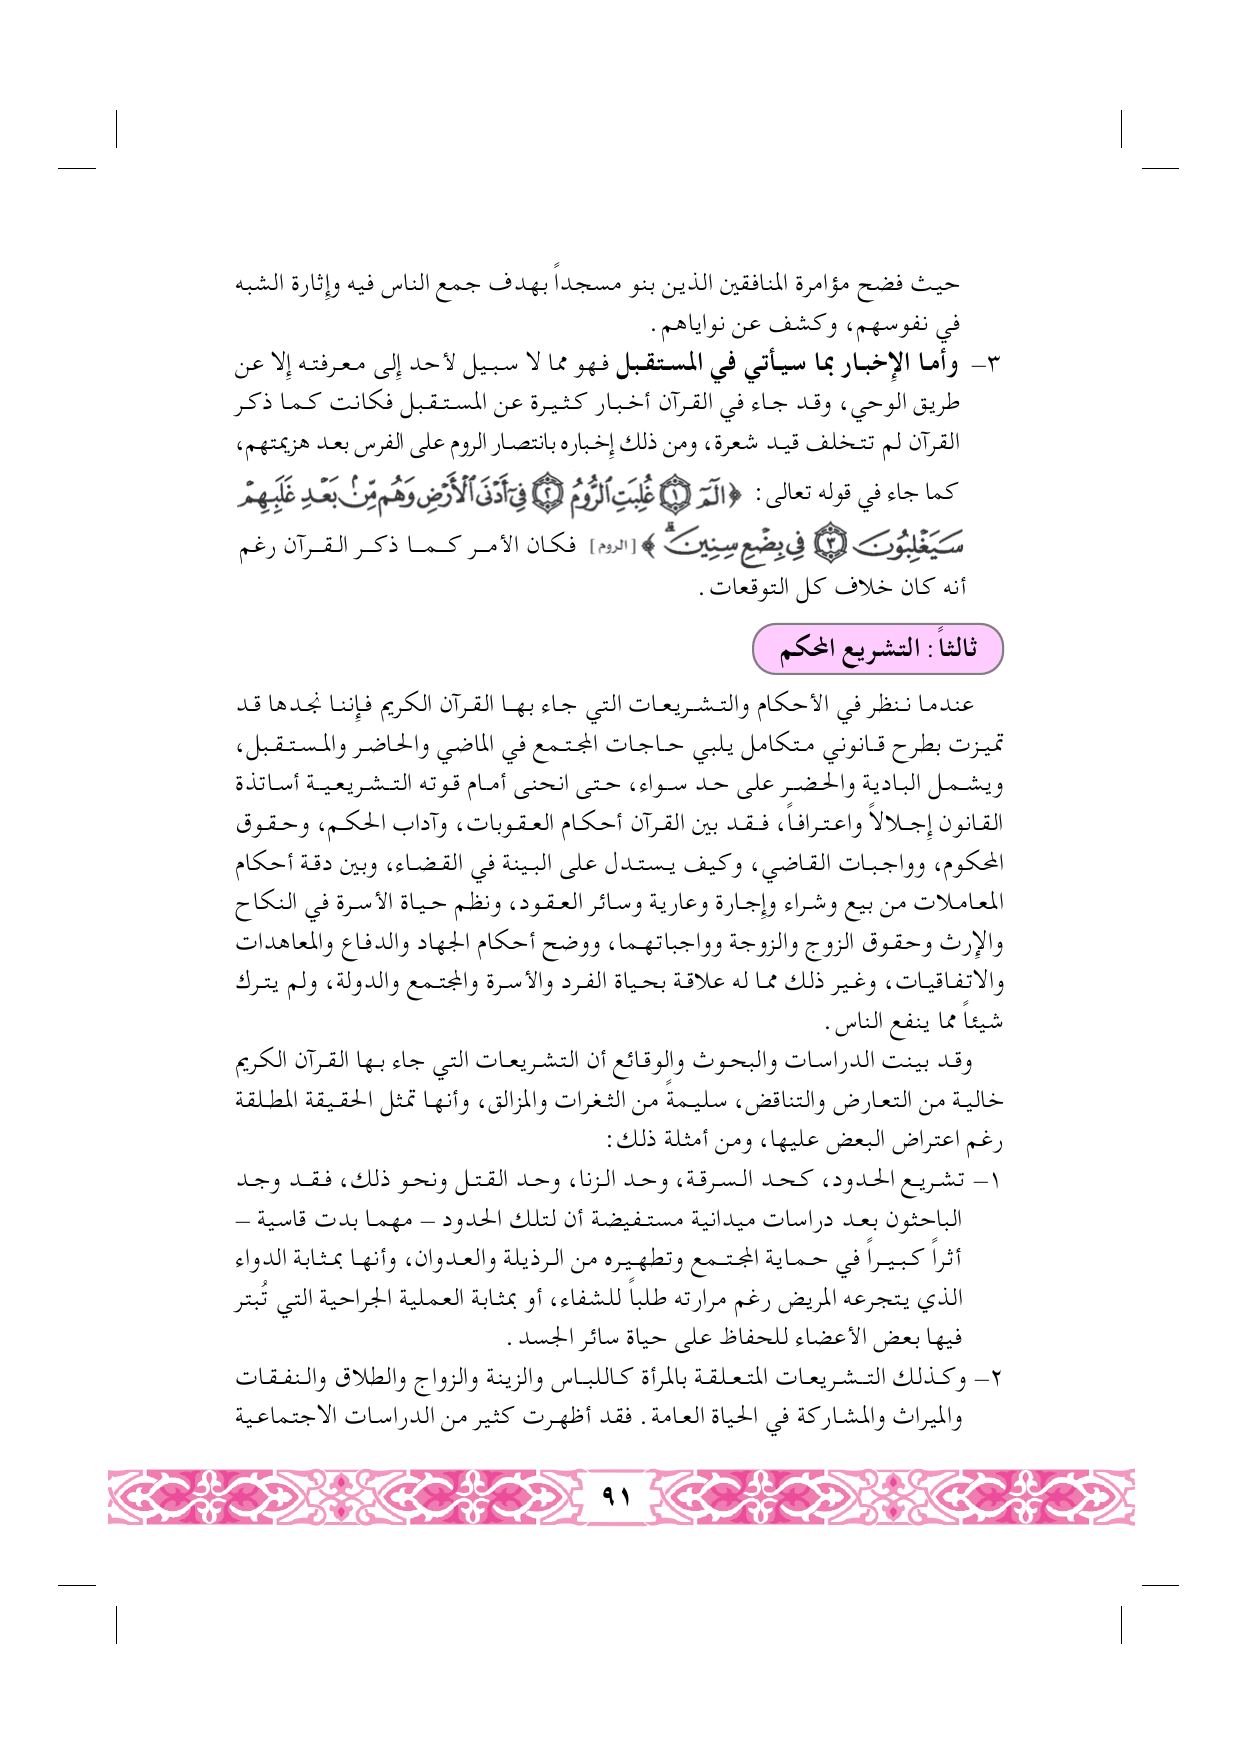 حيث فضح مؤامرة المنافقين الذين بنو مسجداً بهدف جمع الناس فيه وإثارة الشبه
في نفوسهم، وكشف عن نواياهم .
٣– وأما الإخبار بما سيأتي في المستقبل فهو مما لا سبيل لأحد إلى معرفته إلا عن
طريق الوحي، وقد جاء في القرآن أخبار كثيرة عن المستقبل فكانت كما ذكر
القرآن لم تتخلف قيد شعرة، ومن ذلك إخباره بانتصار الروم على الفرس بعد هزيمتهم،
كما جاء في قوله تعالى : ﴿ الٓمٓ ۝١ غُلِبَتِ ٱلرُّومُ ۝٢ فِىٓ أَدْنَى ٱلْأَرْضِ وَهُم مِّنۢ بَعْدِ غَلَبِهِمْ
سَيَغْلِبُونَ ۝٣ فِى بِضْعِ سِنِينَ ۗ ﴾ [الروم] فكان الأمر كما ذكر القرآن رغم
أنه كان خلاف كل التوقعات .
ثالثاً : التشريع المحكم
عندما ننظر في الأحكام والتشريعات التي جاء بها القرآن الكريم فإننا نجدها قد
تميزت بطرح قانوني متكامل يلبي حاجات المجتمع في الماضي والحاضر والمستقبل،
ويشمل البادية والحضر على حد سواء، حتى انحنى أمام قوته التشريعية أساتذة
القانون إجلالاً واعترافاً، فقد بين القرآن أحكام العقوبات، وآداب الحكم، وحقوق
المحكوم، وواجبات القاضي، وكيف يستدل على البينة في القضاء، وبين دقة أحكام
المعاملات من بيع وشراء وإجارة وعارية وسائر العقود، ونظم حياة الأسرة في النكاح
والإرث وحقوق الزوج والزوجة وواجباتهما، ووضح أحكام الجهاد والدفاع والمعاهدات
والاتفاقيات، وغير ذلك مما له علاقة بحياة الفرد والأسرة والمجتمع والدولة، ولم يترك
شيئاً مما ينفع الناس .
وقد بينت الدراسات والبحوث والوقائع أن التشريعات التي جاء بها القرآن الكريم
خالية من التعارض والتناقض، سليمةً من الثغرات والمزالق، وأنها تمثل الحقيقة المطلقة
رغم اعتراض البعض عليها، ومن أمثلة ذلك:
١– تشريع الحدود، كحد السرقة، وحد الزنا، وحد القتل ونحو ذلك، فقد وجد
الباحثون بعد دراسات ميدانية مستفيضة أن لتلك الحدود – مهما بدت قاسية –
أثراً كبيراً في حماية المجتمع وتطهيره من الرذيلة والعدوان، وأنها بمثابة الدواء
الذي يتجرعه المريض رغم مرارته طلباً للشفاء، أو بمثابة العملية الجراحية التي تُبتر
فيها بعض الأعضاء للحفاظ على حياة سائر الجسد .
٢– وكذلك التشريعات المتعلقة بالمرأة كاللباس والزينة والزواج والطلاق والنفقات
والميراث والمشاركة في الحياة العامة . فقد أظهرت كثير من الدراسات الاجتماعية
٩١